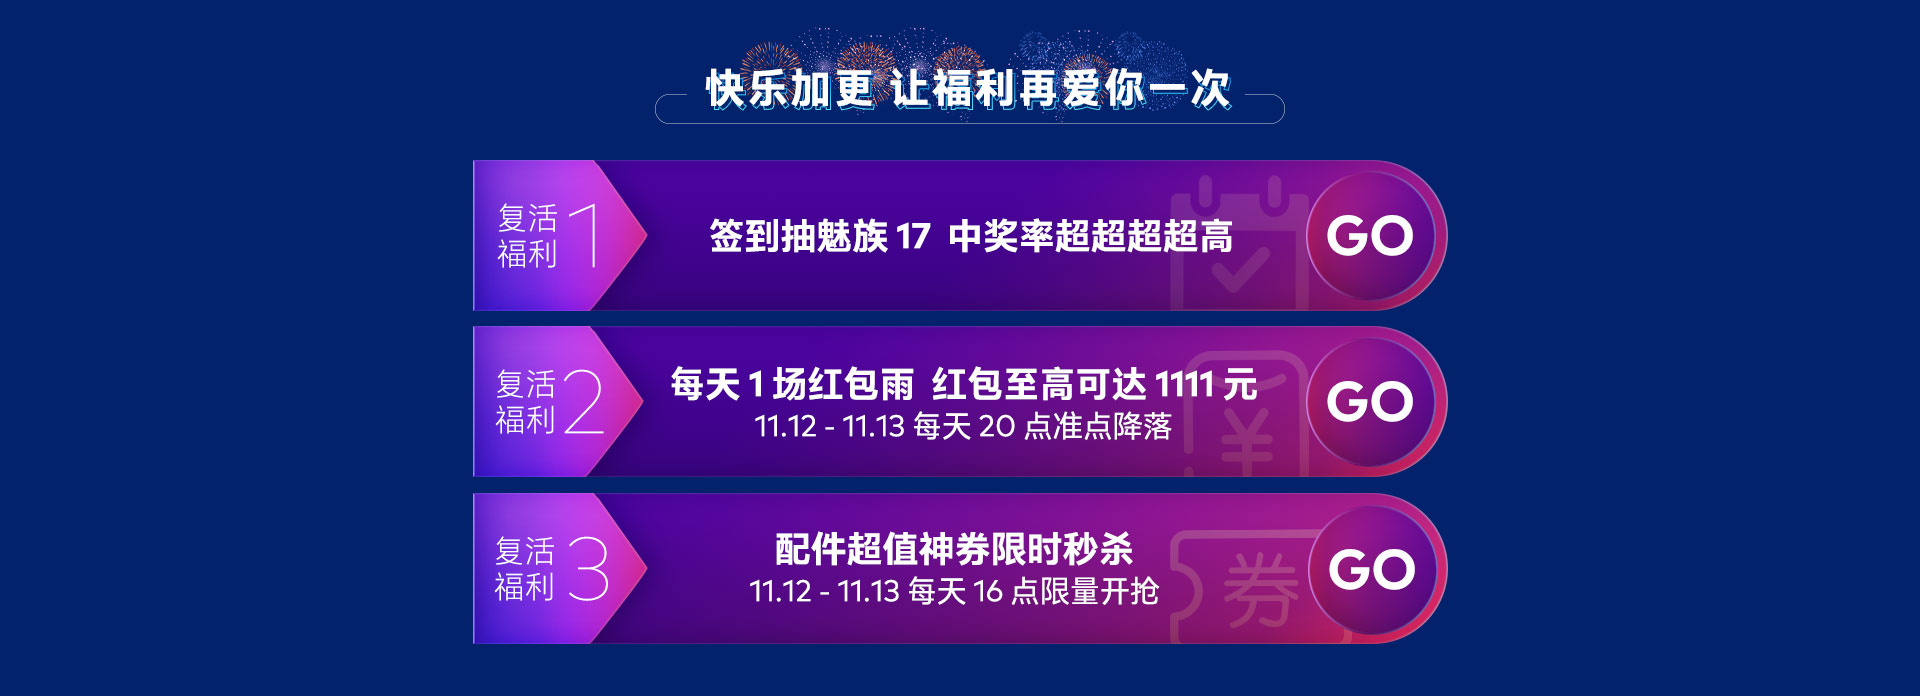 快乐加更 让福利再爱你一次
复活
福利
1
签到抽魅族 17 中奖率超超超超高
GO
复活
福利
2
每天 1 场红包雨 红包至高可达 1111 元
11.12 - 11.13 每天 20 点准点降落
¥
GO
复活
福利
3
配件超值神券限时秒杀
11.12 - 11.13 每天 16 点限量开抢
券
GO